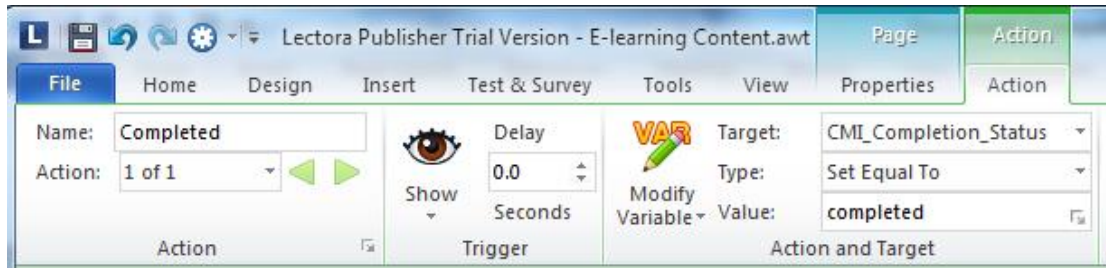 L Lectora Publisher Trial Version - E-learning Content.awt Page Action
File Home Design Insert Test & Survey Tools View Properties Action
Name: Completed Delay VAR Target: CMI_Completion_Status
Action: 1 of 1 0.0 Type: Set Equal To
Show Seconds Modify Variable Value: completed
Action Trigger Action and Target